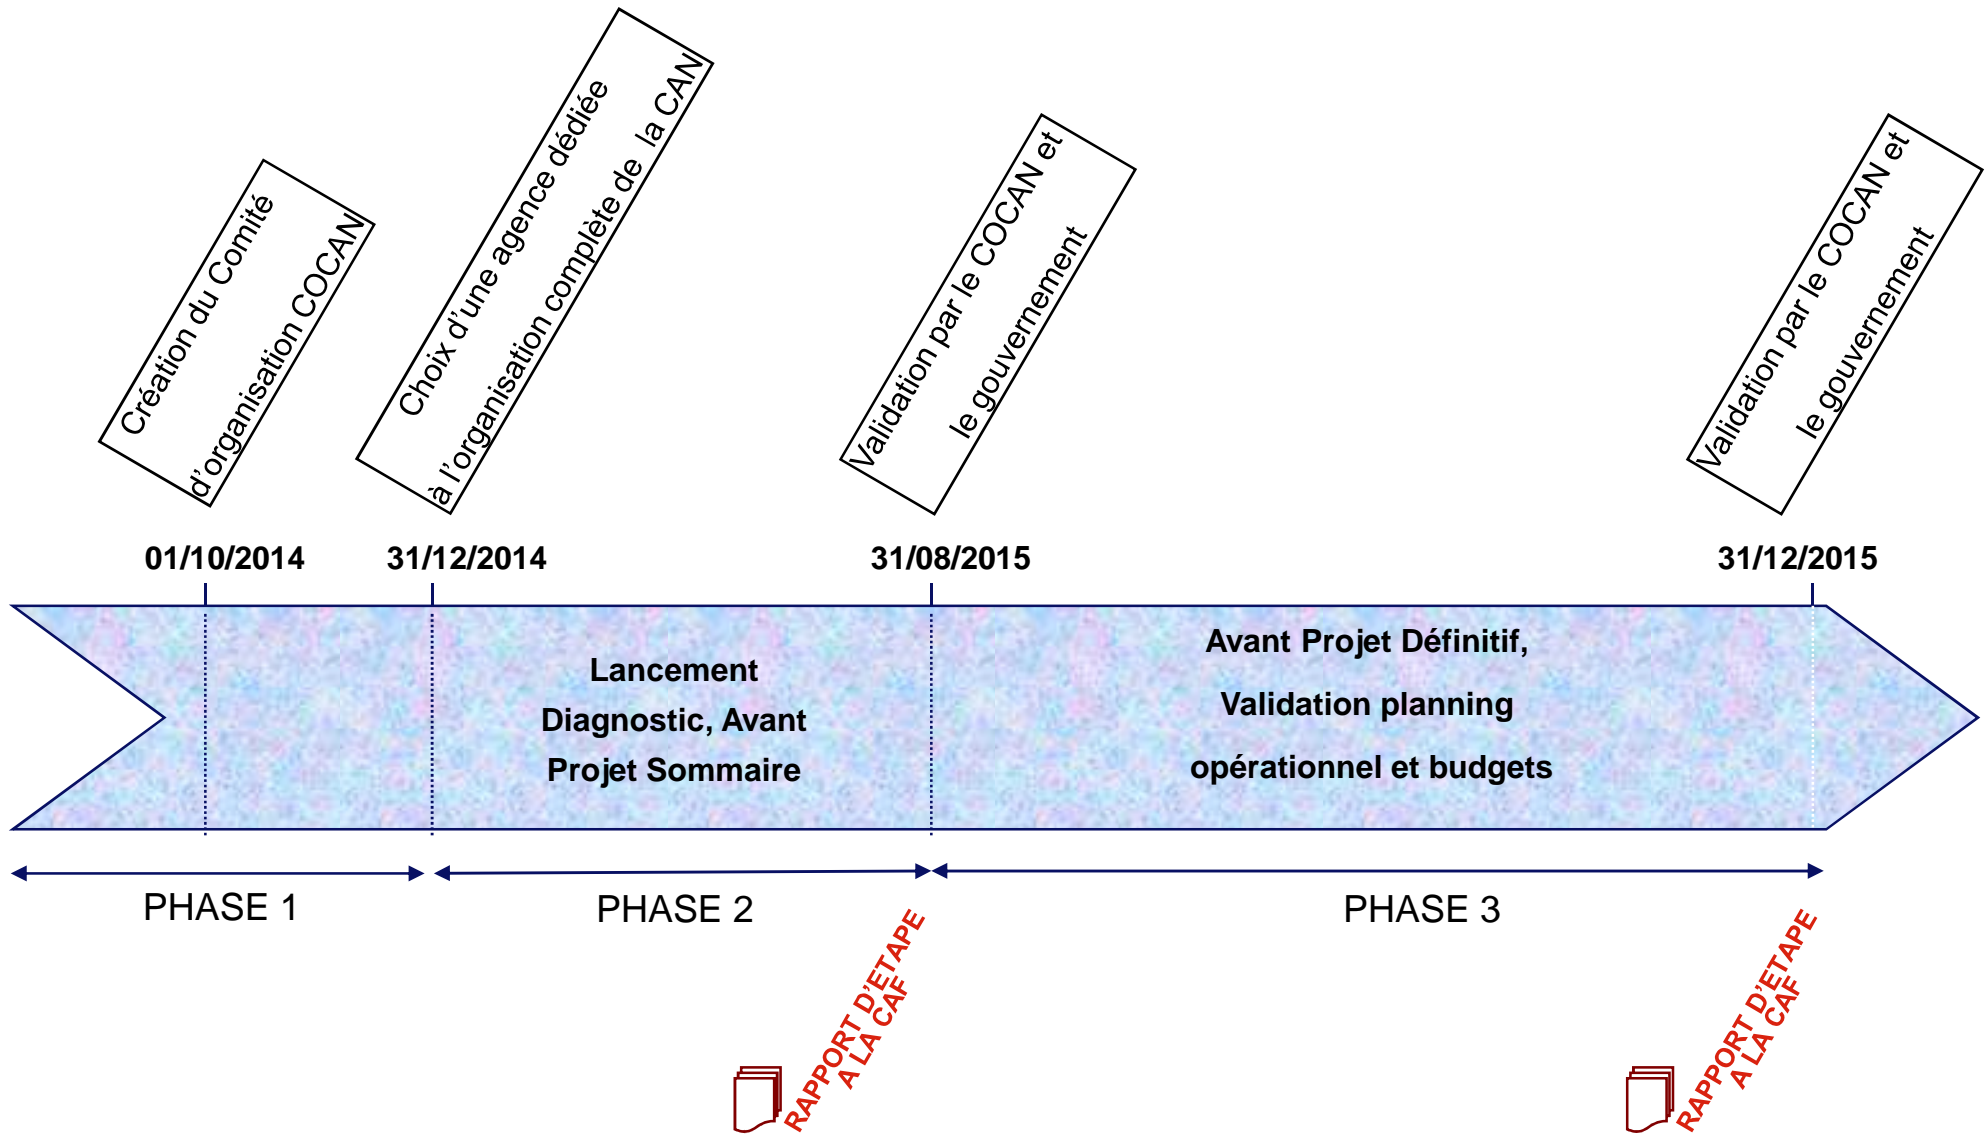 Création du Comité
d'organisation COCAN
Choix d'une agence dédiée
à l'organisation complète de la CAN
Validation par le COCAN et
le gouvernement
Validation par le COCAN et
le gouvernement
01/10/2014
31/12/2014
31/08/2015
31/12/2015
Lancement
Diagnostic, Avant
Projet Sommaire
Avant Projet Définitif,
Validation planning
opérationnel et budgets
PHASE 1
PHASE 2
PHASE 3
RAPPORT D'ETAPE
A LA CAF
RAPPORT D'ETAPE
A LA CAF